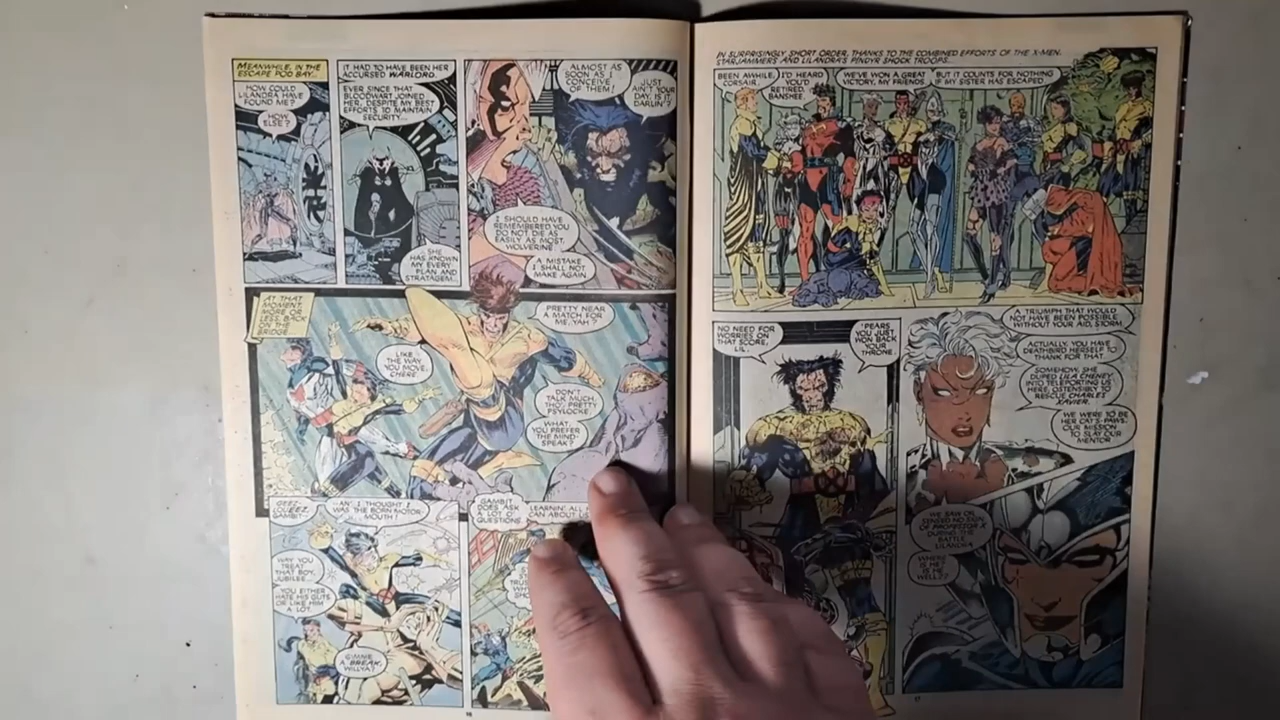 MEANWHILE, IN THE
ESCAPE POD BAY...
HOW COULD
LILANDRA HAVE
FOUND ME?
HOW
ELSE?
IT HAD TO HAVE BEEN HER
ACCURSED WARLORD.
EVER SINCE THAT
BLOODWART JOINED
HER, DESPITE MY BEST
EFFORTS TO MAINTAIN
SECURITY...
SHE
HAS KNOWN
MY EVERY
PLAN AND
STRATAGEM.
ALMOST AS
SOON AS I
CONCEIVE
OF THEM!
JUST
AIN'T YOUR
DAY, IS IT,
DARLIN'?
I SHOULD HAVE
REMEMBERED YOU
DO NOT DIE AS
EASILY AS MOST,
WOLVERINE.
A MISTAKE
I SHALL NOT
MAKE AGAIN.
AT THAT
MOMENT,
MORE OR
LESS, BACK
ON THE
BRIDGE...
LIKE
THE WAY
YOU MOVE,
CHERE.
PRETTY NEAR
A MATCH FOR
ME, YAH?
DON'T
TALK MUCH,
THO', PRETTY
PSYLOCKE.
WHAT,
YOU PREFER
THE MIND-
SPEAK?
GEEZ-
LOUEEZ,
GAMBIT--
--AN' I THOUGHT I
WAS THE BORN MOTOR
MOUTH!
WAY YOU
TREAT
THAT BOY,
JUBILEE...
YOU EITHER
HATE HIS GUTS
OR LIKE HIM
A LOT.
GIMME
A BREAK,
WILLYA?
GAMBIT
DOES ASK
A LOT O'
QUESTIONS.
LEARNIN' ALL
CAN ABOUT
16
IN SURPRISINGLY SHORT ORDER, THANKS TO THE COMBINED EFFORTS OF THE X-MEN,
STARJAMMERS AND LILANDRA'S PINDYR SHOCK TROOPS...
BEEN AWHILE,
CORSAIR.
I'D HEARD
YOU'D
RETIRED,
BANSHEE.
WE'VE WON A GREAT
VICTORY, MY FRIENDS.
BUT IT COUNTS FOR NOTHING
IF MY SISTER HAS ESCAPED.
NO NEED FOR
WORRIES ON
THAT SCORE,
LIL.
'PEARS
YOU JUST
WON BACK
YOUR
THRONE.
A TRIUMPH THAT WOULD
NOT HAVE BEEN POSSIBLE
WITHOUT YOUR AID, STORM.
ACTUALLY, YOU HAVE
DEATHBIRD HERSELF TO
THANK FOR THAT.
SOMEHOW, SHE
DUPED LILA CHENEY
INTO TELEPORTING US
HERE, OSTENSIBLY TO
RESCUE CHARLES
XAVIER.
WE WERE TO BE
HER CAT'S-PAWS,
OUR MISSION
TO SLAY OUR
MENTOR.
WE SAW OR
SENSED NO SIGN
OF PROFESSOR X
DURING THE
BATTLE,
LILANDRA.
WHERE
IS HE?
IS HE
WELL??
17